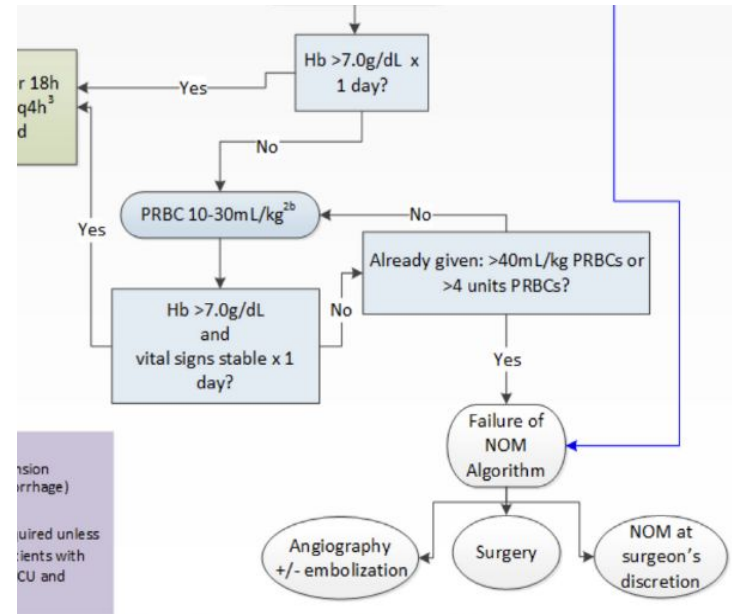 Hb >7.0g/dL x
1 day?
r 18h
q4h³
d
Yes
No
PRBC 10-30mL/kg²ᵇ
No
Yes
Already given: >40mL/kg PRBCs or
>4 units PRBCs?
Hb >7.0g/dL
and
vital signs stable x 1
day?
No
Yes
Failure of
NOM
Algorithm
nsion
orrhage)
uired unless
tients with
CU and
Angiography
+/- embolization
Surgery
NOM at
surgeon's
discretion